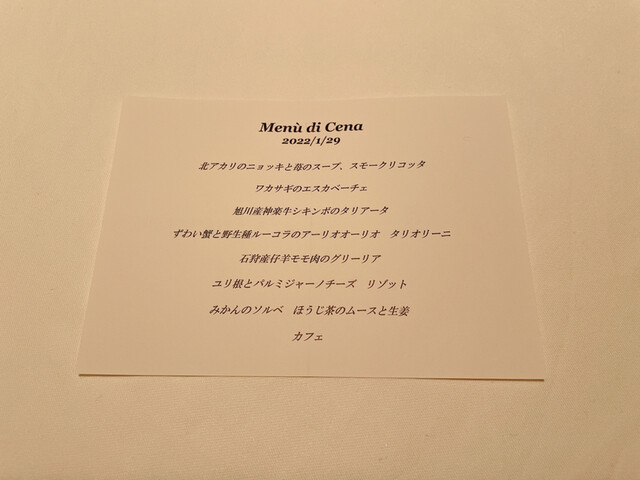 Menù di Cena
2022/1/29
北アカリのニョッキと苺のスープ、スモークリコッタ
ワカサギのエスカベーチェ
旭川産神楽牛シキンボのタリアータ
ずわい蟹と野生種ルーコラのアーリオオーリオ　タリオリーニ
石狩産仔羊モモ肉のグリーリア
ユリ根とパルミジャーノチーズ　リゾット
みかんのソルベ　ほうじ茶のムースと生姜
カフェ